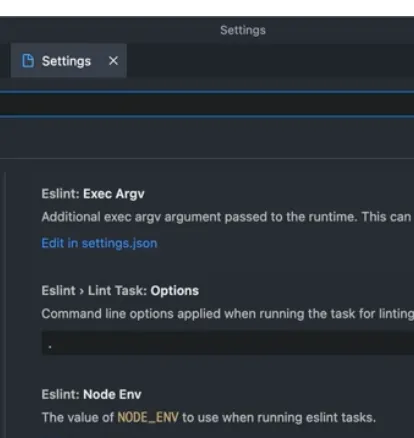 Settings
Settings
Eslint: Exec Argv
Additional exec argv argument passed to the runtime. This can
Edit in settings.json
Eslint › Lint Task: Options
Command line options applied when running the task for linting
.
Eslint: Node Env
The value of NODE_ENV to use when running eslint tasks.